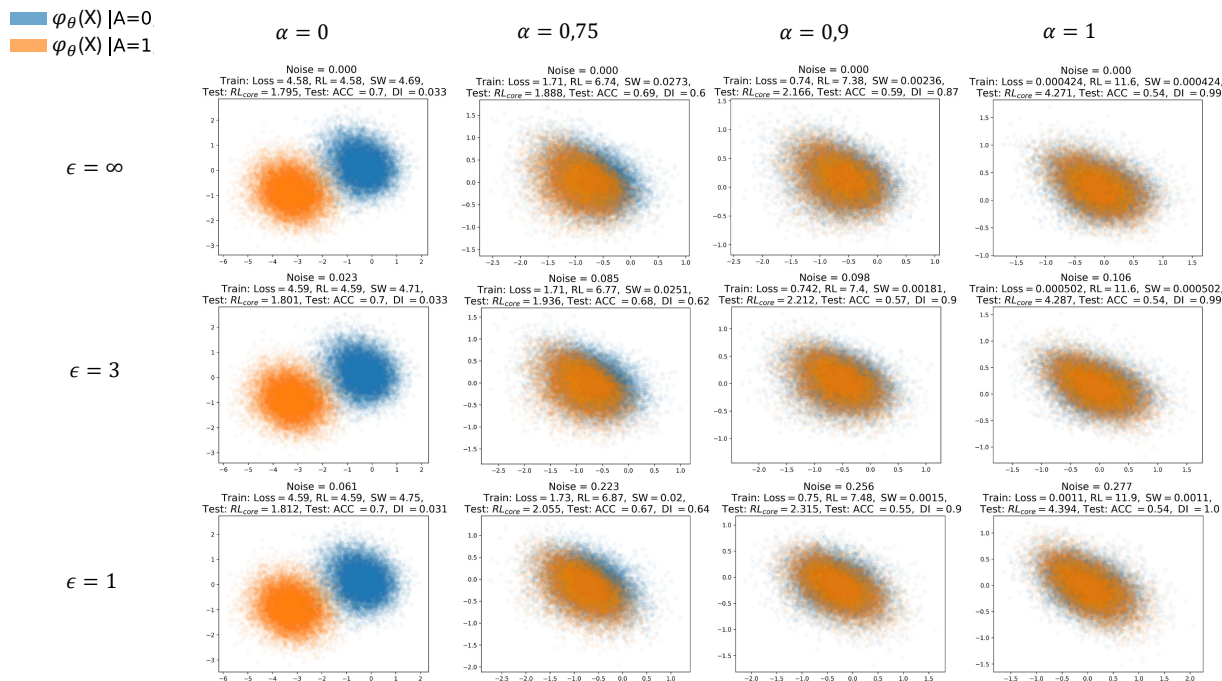 φ_θ(X) |A=0
φ_θ(X) |A=1
α = 0
α = 0,75
α = 0,9
α = 1
ϵ = ∞
Noise = 0.000
Train: Loss = 4.58, RL = 4.58, SW = 4.69,
Test: RL_core = 1.795, Test: ACC = 0.7, DI = 0.033
Noise = 0.000
Train: Loss = 1.71, RL = 6.74, SW = 0.0273,
Test: RL_core = 1.888, Test: ACC = 0.69, DI = 0.6
Noise = 0.000
Train: Loss = 0.74, RL = 7.38, SW = 0.00236,
Test: RL_core = 2.166, Test: ACC = 0.59, DI = 0.87
Noise = 0.000
Train: Loss = 0.000424, RL = 11.6, SW = 0.000424,
Test: RL_core = 4.271, Test: ACC = 0.54, DI = 0.99
ϵ = 3
Noise = 0.023
Train: Loss = 4.59, RL = 4.59, SW = 4.71,
Test: RL_core = 1.801, Test: ACC = 0.7, DI = 0.033
Noise = 0.085
Train: Loss = 1.71, RL = 6.77, SW = 0.0251,
Test: RL_core = 1.936, Test: ACC = 0.68, DI = 0.62
Noise = 0.098
Train: Loss = 0.742, RL = 7.4, SW = 0.00181,
Test: RL_core = 2.212, Test: ACC = 0.57, DI = 0.9
Noise = 0.106
Train: Loss = 0.000502, RL = 11.6, SW = 0.000502,
Test: RL_core = 4.287, Test: ACC = 0.54, DI = 0.99
ϵ = 1
Noise = 0.061
Train: Loss = 4.59, RL = 4.59, SW = 4.75,
Test: RL_core = 1.812, Test: ACC = 0.7, DI = 0.031
Noise = 0.223
Train: Loss = 1.73, RL = 6.87, SW = 0.02,
Test: RL_core = 2.055, Test: ACC = 0.67, DI = 0.64
Noise = 0.256
Train: Loss = 0.75, RL = 7.48, SW = 0.0015,
Test: RL_core = 2.315, Test: ACC = 0.55, DI = 0.9
Noise = 0.277
Train: Loss = 0.0011, RL = 11.9, SW = 0.0011,
Test: RL_core = 4.394, Test: ACC = 0.54, DI = 1.0